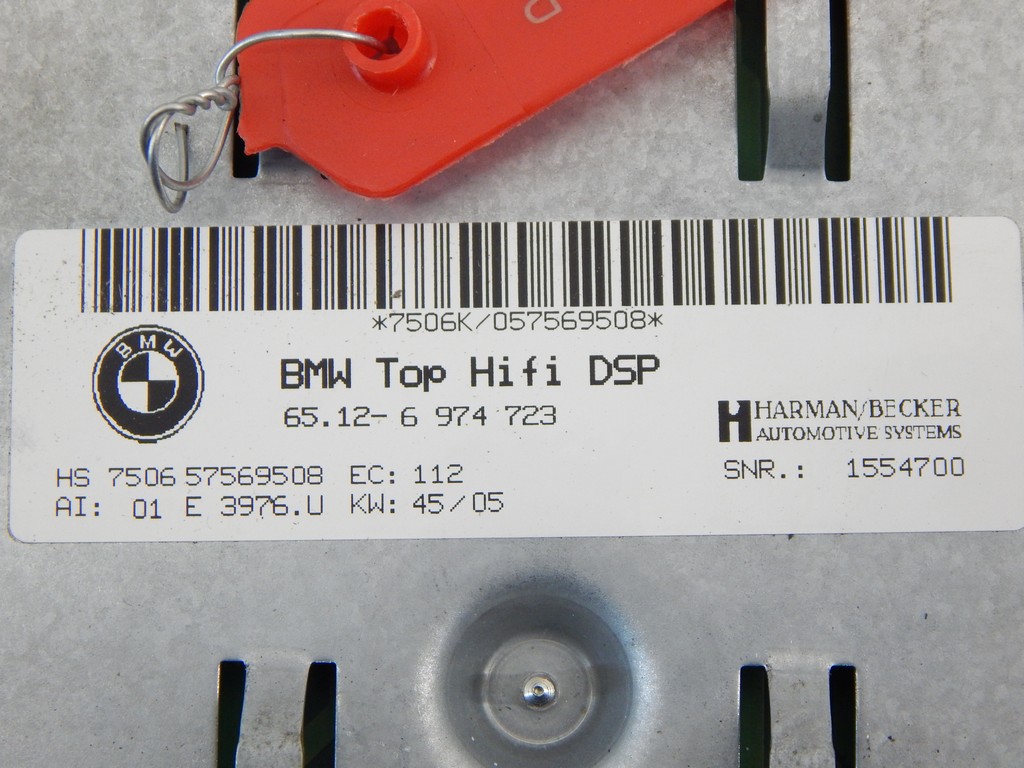 D
*7506K/057569508*
BMW
BMW Top Hifi DSP
65.12- 6 974 723
H HARMAN/BECKER
AUTOMOTIVE SYSTEMS
HS 7506 57569508 EC: 112
SNR.: 1554700
AI: 01 E 3976.U KW: 45/05